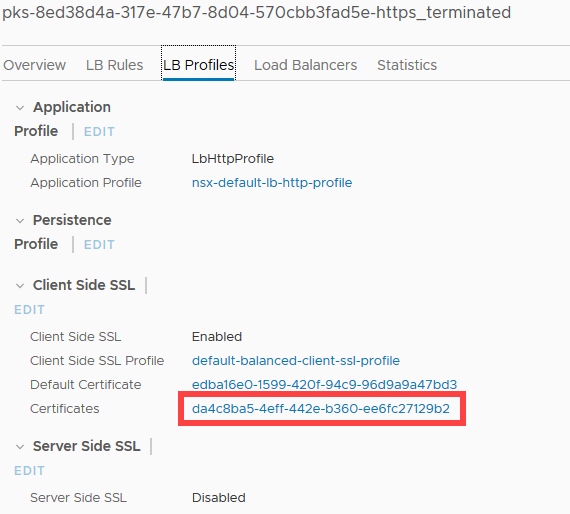 pks-8ed38d4a-317e-47b7-8d04-570cbb3fad5e-https_terminated
Overview LB Rules LB Profiles Load Balancers Statistics
Application
Profile EDIT
Application Type LbHttpProfile
Application Profile nsx-default-lb-http-profile
Persistence
Profile EDIT
Client Side SSL
EDIT
Client Side SSL Enabled
Client Side SSL Profile default-balanced-client-ssl-profile
Default Certificate edba16e0-1599-420f-94c9-96d9a9a47bd3
Certificates da4c8ba5-4eff-442e-b360-ee6fc27129b2
Server Side SSL
EDIT
Server Side SSL Disabled